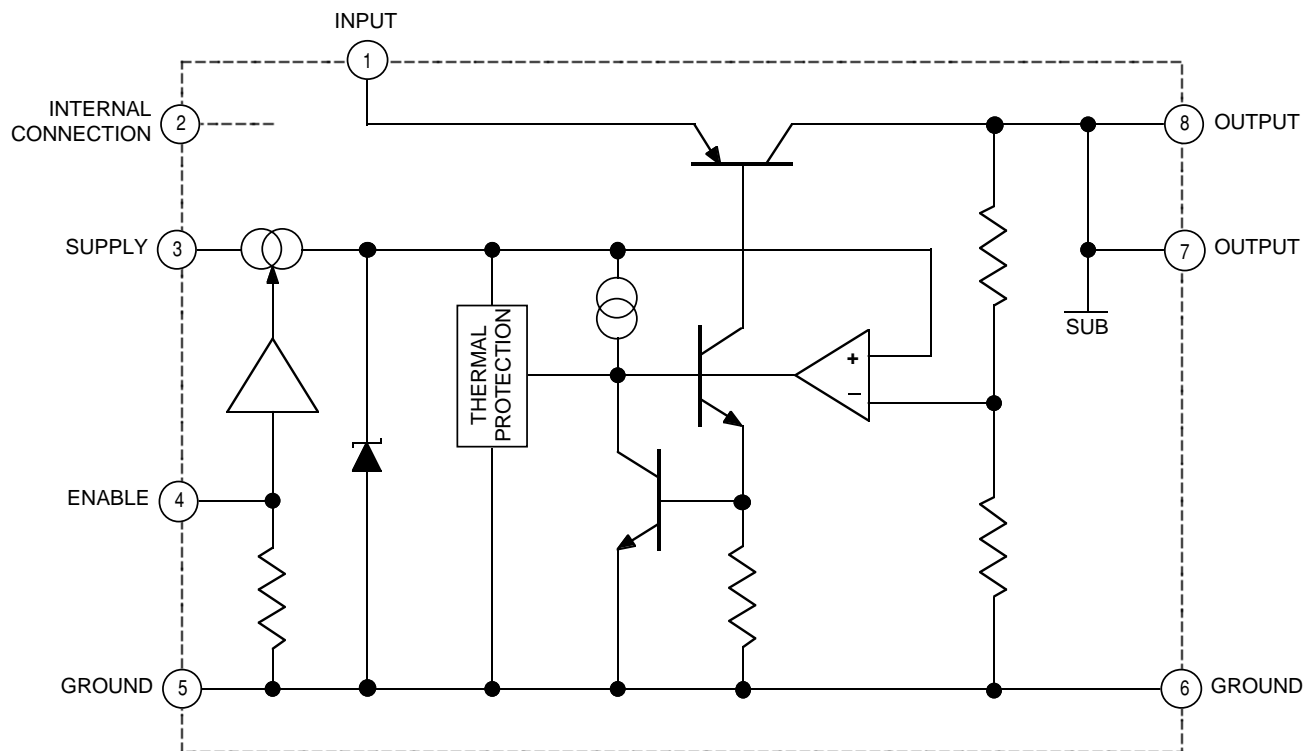 INPUT
1
INTERNAL
CONNECTION
2
8
OUTPUT
SUPPLY
3
7
OUTPUT
SUB
THERMAL
PROTECTION
+
–
ENABLE
4
GROUND
5
6
GROUND